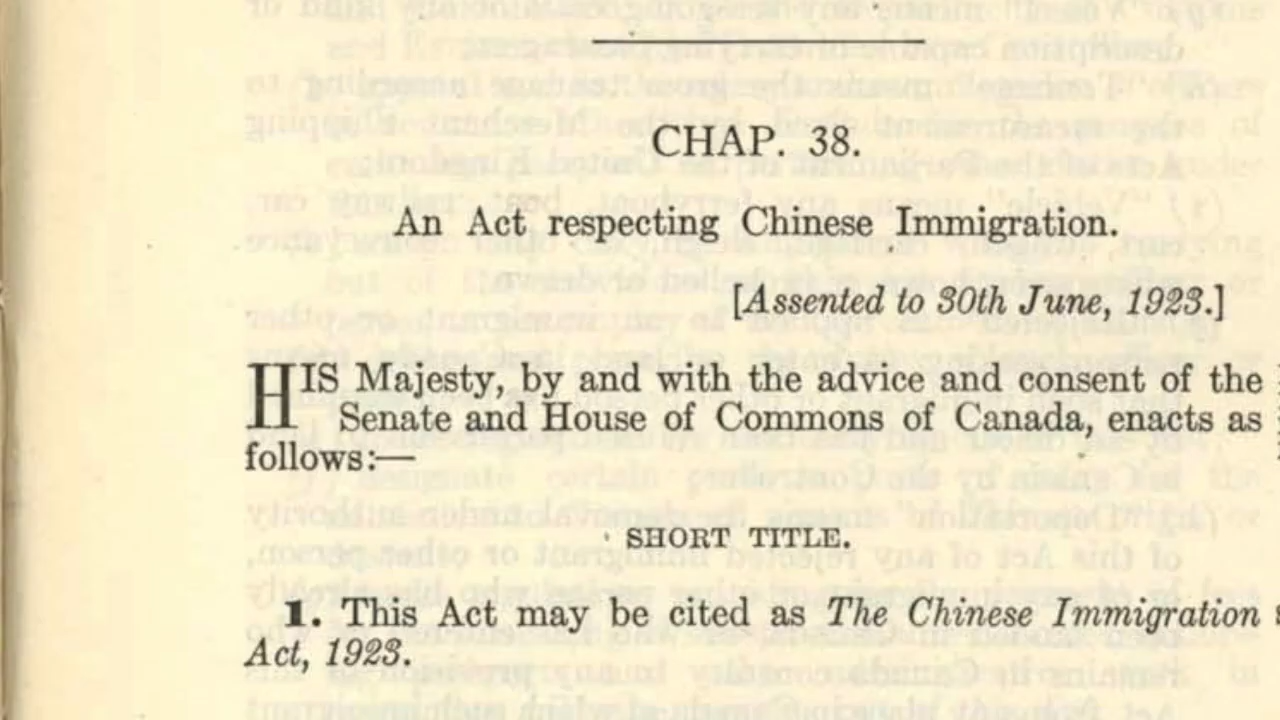 CHAP. 38.
An Act respecting Chinese Immigration.
[Assented to 30th June, 1923.]
HIS Majesty, by and with the advice and consent of the
Senate and House of Commons of Canada, enacts as
follows:—
SHORT TITLE.
1. This Act may be cited as The Chinese Immigration
Act, 1923.